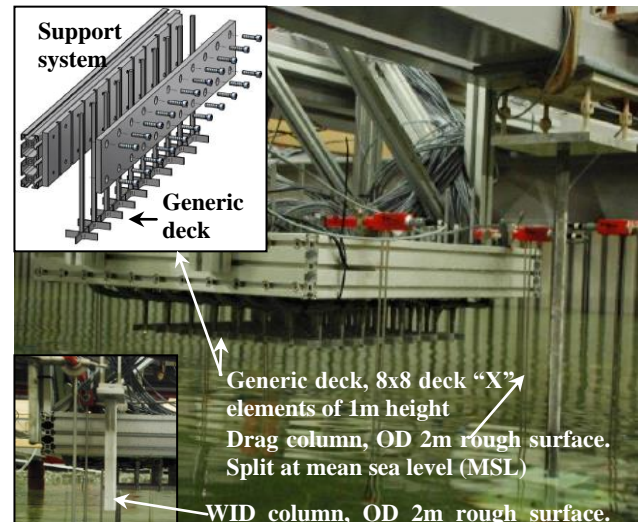 Support
system
Generic
deck
Generic deck, 8x8 deck “X”
elements of 1m height
Drag column, OD 2m rough surface.
Split at mean sea level (MSL)
WID column, OD 2m rough surface.